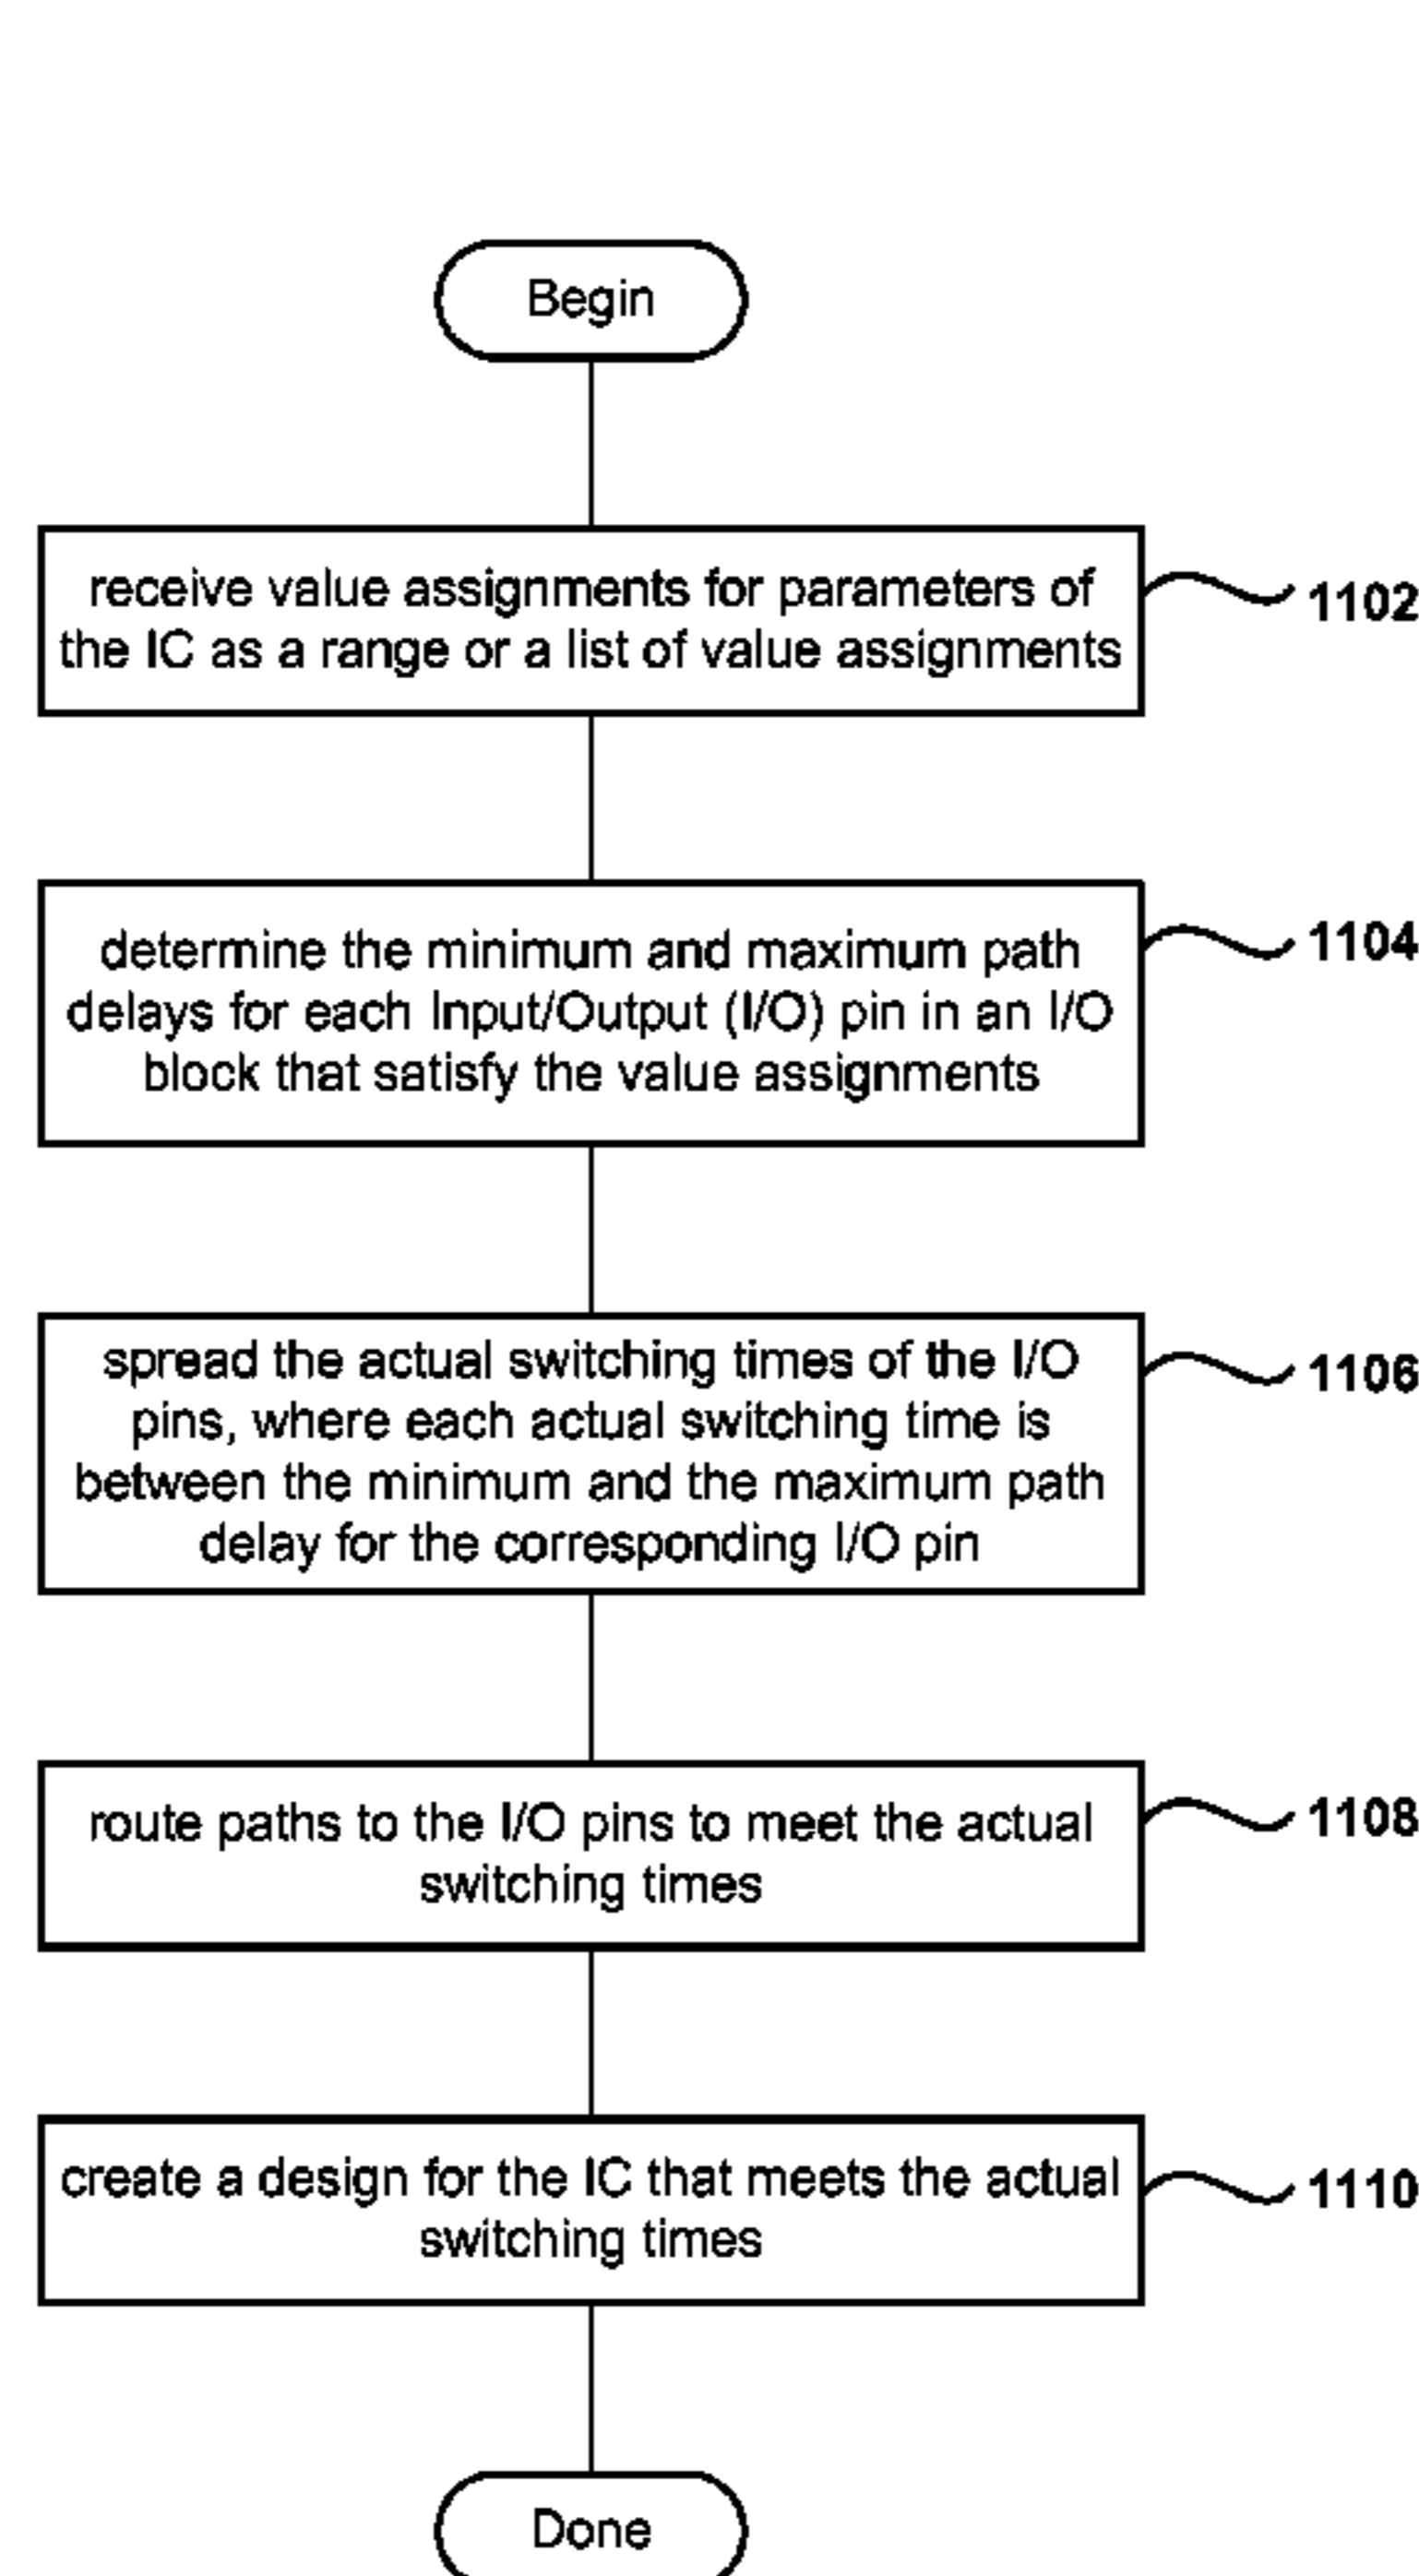 Begin
receive value assignments for parameters of
the IC as a range or a list of value assignments
1102
determine the minimum and maximum path
delays for each Input/Output (I/O) pin in an I/O
block that satisfy the value assignments
1104
spread the actual switching times of the I/O
pins, where each actual switching time is
between the minimum and the maximum path
delay for the corresponding I/O pin
1106
route paths to the I/O pins to meet the actual
switching times
1108
create a design for the IC that meets the actual
switching times
1110
Done